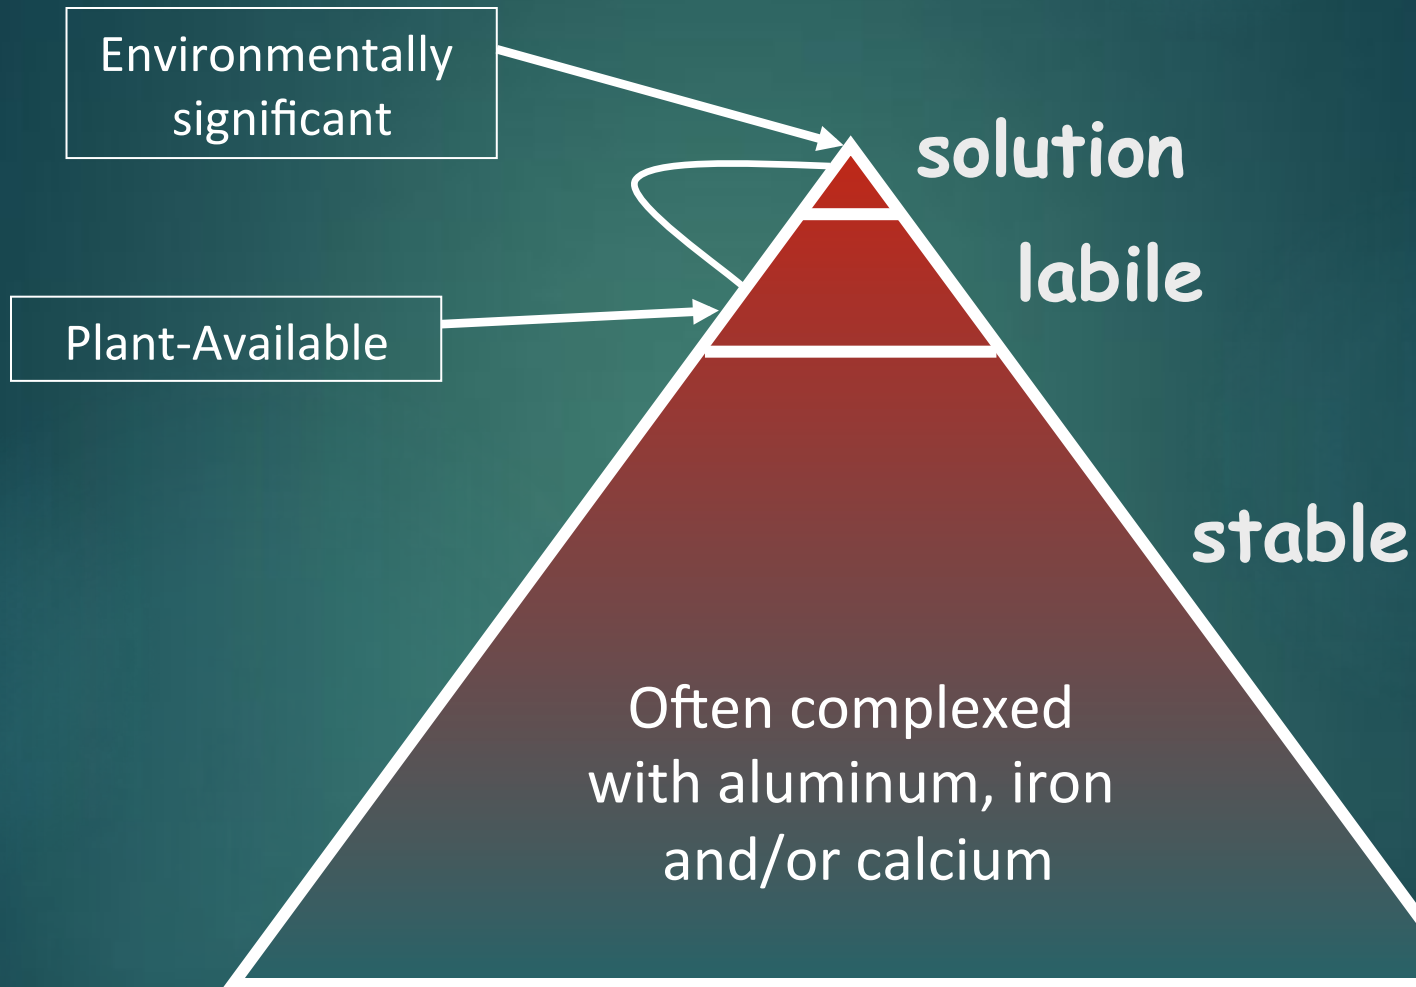 Environmentally
significant
solution
labile
Plant-Available
stable
Often complexed
with aluminum, iron
and/or calcium